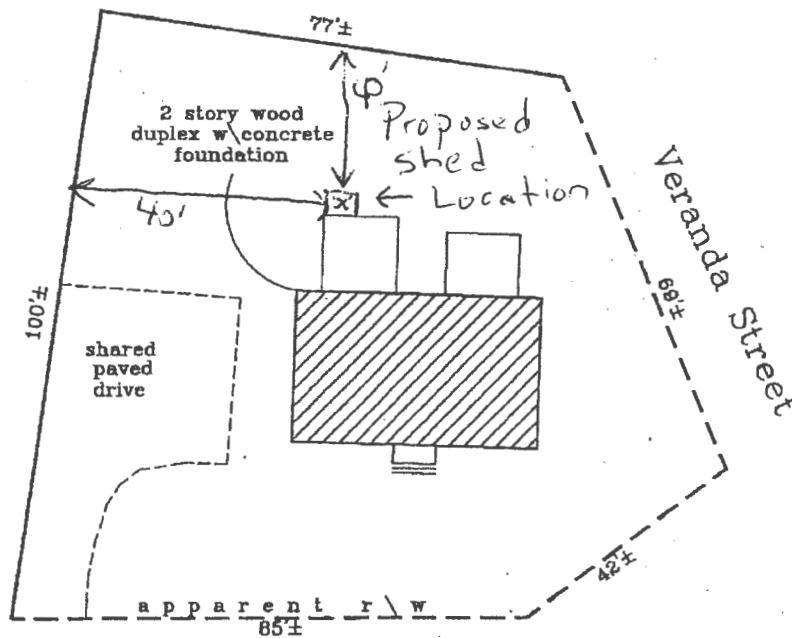 77'±
2 story wood
duplex w\concrete
foundation
Proposed
shed
Location
x
40'
Veranda Street
69'±
100'±
shared
paved
drive
42'±
apparent r\w
85'±